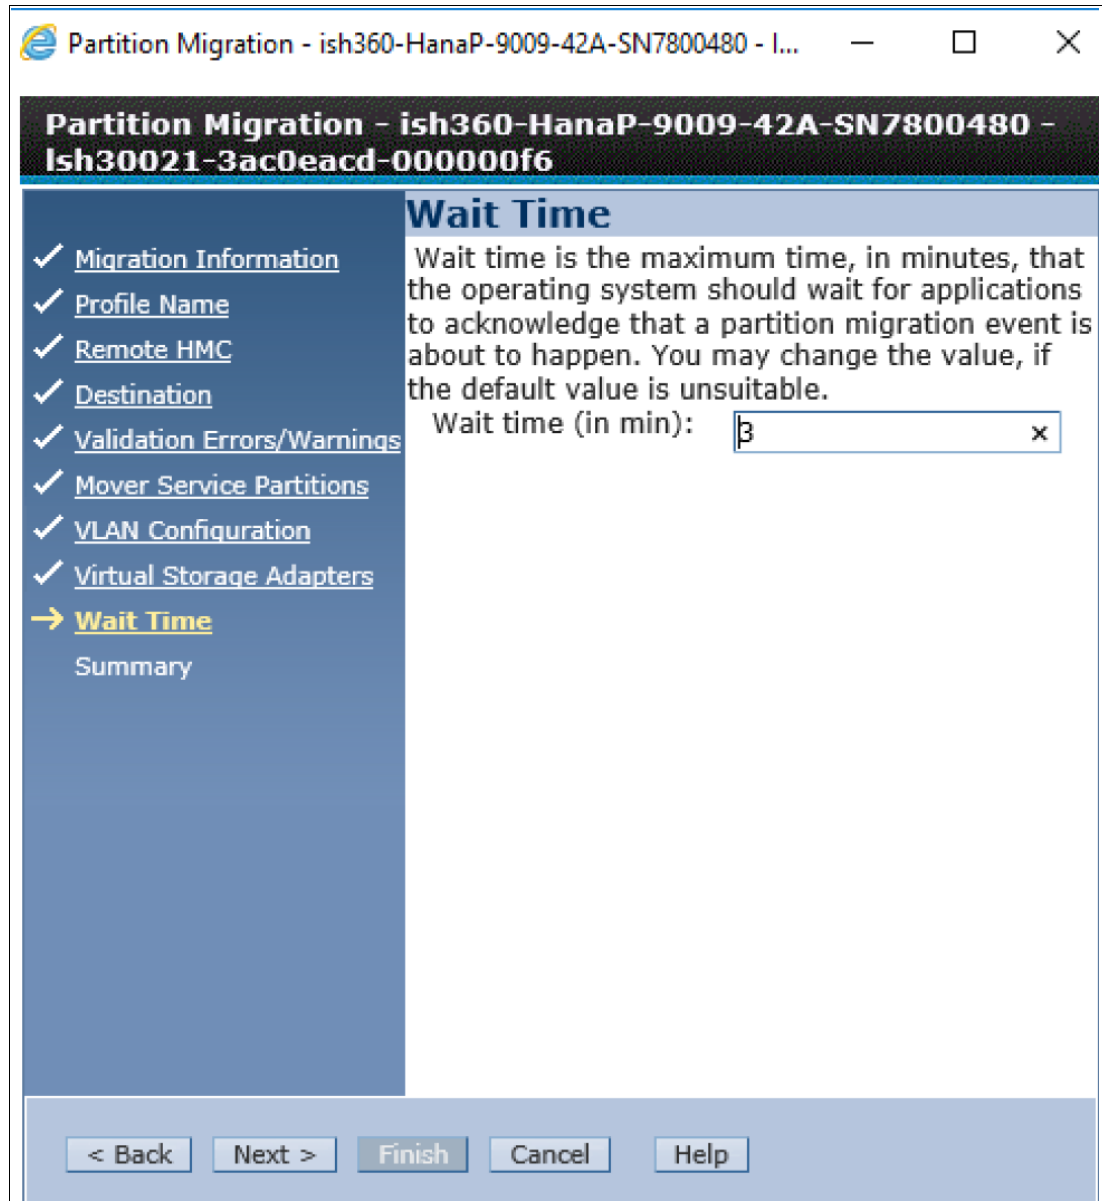 Partition Migration - ish360-HanaP-9009-42A-SN7800480 - I...
Partition Migration - ish360-HanaP-9009-42A-SN7800480 -
lsh30021-3ac0eacd-000000f6
Migration Information
Profile Name
Remote HMC
Destination
Validation Errors/Warnings
Mover Service Partitions
VLAN Configuration
Virtual Storage Adapters
Wait Time
Summary
Wait Time
Wait time is the maximum time, in minutes, that
the operating system should wait for applications
to acknowledge that a partition migration event is
about to happen. You may change the value, if
the default value is unsuitable.
Wait time (in min): 3
< Back Next > Finish Cancel Help